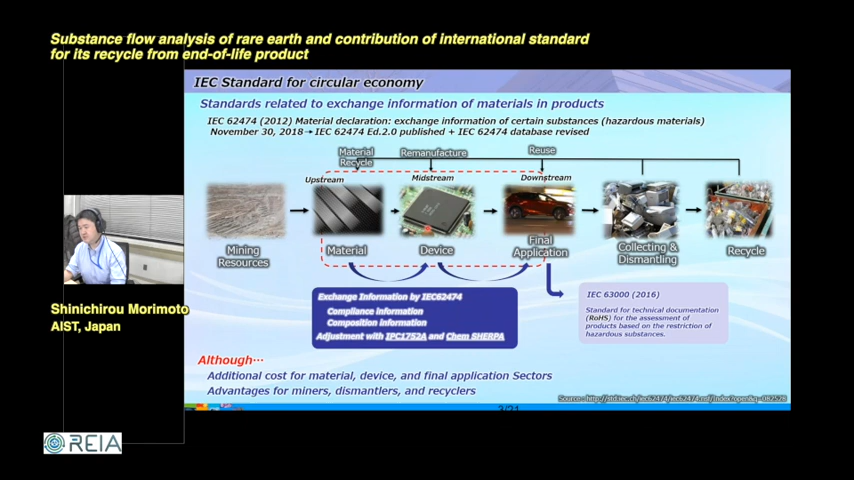 Substance flow analysis of rare earth and contribution of international standard
for its recycle from end-of-life product
IEC Standard for circular economy
Standards related to exchange information of materials in products
IEC 62474 (2012) Material declaration: exchange information of certain substances (hazardous materials)
November 30, 2018→IEC 62474 Ed.2.0 published + IEC 62474 database revised
Material
Recycle
Remanufacture
Reuse
Upstream
Midstream
Downstream
Mining
Resources
Material
Device
Final
Application
Collecting &
Dismantling
Recycle
Exchange Information by IEC62474
Compliance information
Composition information
Adjustment with IPC1752A and Chem SHERPA
IEC 63000 (2016)
Standard for technical documentation
(RoHS) for the assessment of
products based on the restriction of
hazardous substances.
Shinichirou Morimoto
AIST, Japan
Although…
Additional cost for material, device, and final application Sectors
Advantages for miners, dismantlers, and recyclers
3/21
REIA